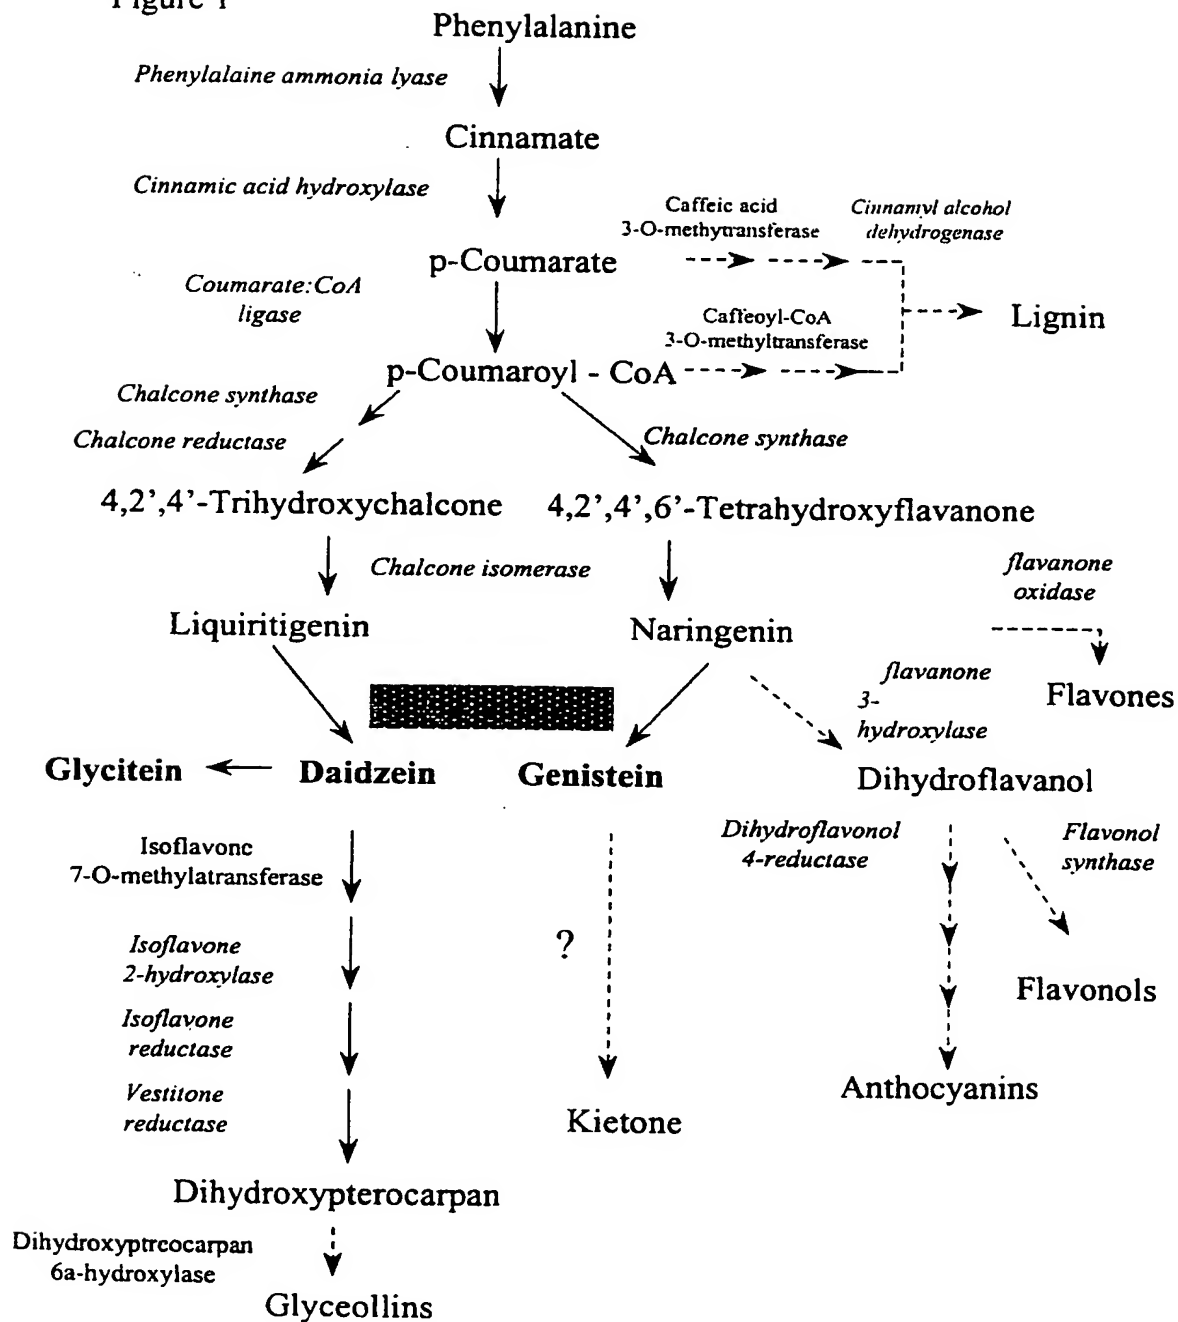 Figure 1
Phenylalanine
Phenylalaine ammonia lyase
Cinnamate
Cinnamic acid hydroxylase
Caffeic acid
3-O-methytransferase
Cinnamyl alcohol
dehydrogenase
p-Coumarate
Coumarate:CoA
ligase
Caffeoyl-CoA
3-O-methyltransferase
Lignin
p-Coumaroyl - CoA
Chalcone synthase
Chalcone reductase
Chalcone synthase
4,2',4'-Trihydroxychalcone
4,2',4',6'-Tetrahydroxyflavanone
Chalcone isomerase
flavanone
oxidase
Liquiritigenin
Naringenin
flavanone
3-
hydroxylase
Flavones
Glycitein
Daidzein
Genistein
Dihydroflavanol
Isoflavone
7-O-methylatransferase
Dihydroflavonol
4-reductase
Flavonol
synthase
Isoflavone
2-hydroxylase
?
Flavonols
Isoflavone
reductase
Vestitone
reductase
Kietone
Anthocyanins
Dihydroxypterocarpan
Dihydroxyptreocarpan
6a-hydroxylase
Glyceollins